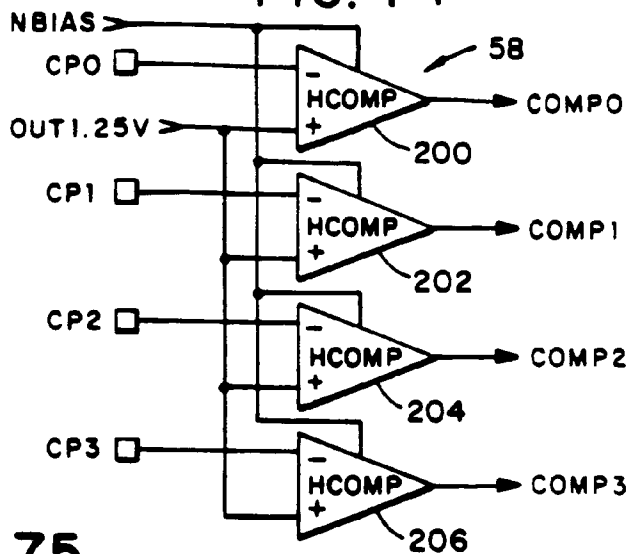 NBIAS
CP0
58
HCOMP
COMP0
OUT1.25V
200
CP1
HCOMP
COMP1
202
CP2
HCOMP
COMP2
204
CP3
HCOMP
COMP3
75
206